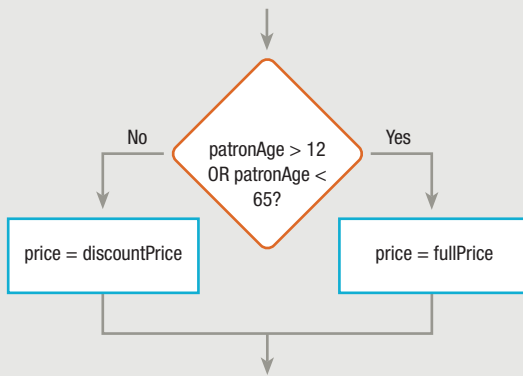 No
Yes
patronAge > 12
OR patronAge <
65?
price = discountPrice
price = fullPrice